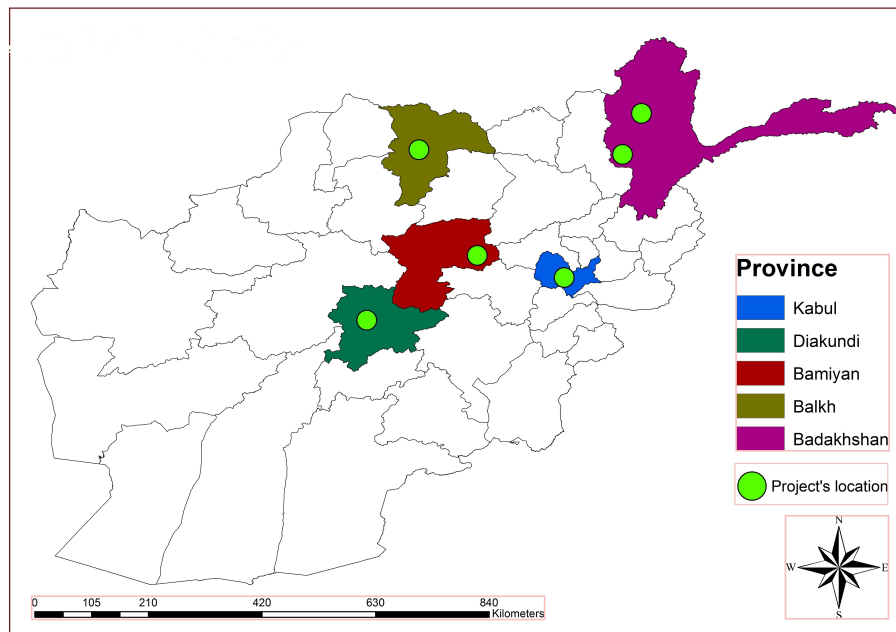 Province
Kabul
Diakundi
Bamiyan
Balkh
Badakhshan
Project's location
N
W E
S
0 105 210 420 630 840
Kilometers